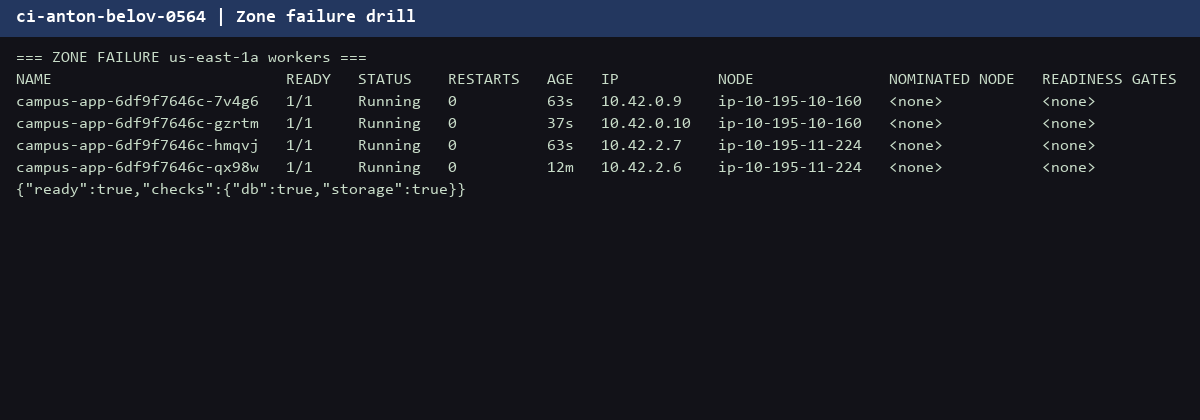 ci-anton-belov-0564 | Zone failure drill
=== ZONE FAILURE us-east-1a workers ===
NAME READY STATUS RESTARTS AGE IP NODE NOMINATED NODE READINESS GATES
campus-app-6df9f7646c-7v4g6 1/1 Running 0 63s 10.42.0.9 ip-10-195-10-160 <none> <none>
campus-app-6df9f7646c-gzrtm 1/1 Running 0 37s 10.42.0.10 ip-10-195-10-160 <none> <none>
campus-app-6df9f7646c-hmqvj 1/1 Running 0 63s 10.42.2.7 ip-10-195-11-224 <none> <none>
campus-app-6df9f7646c-qx98w 1/1 Running 0 12m 10.42.2.6 ip-10-195-11-224 <none> <none>
{"ready":true,"checks":{"db":true,"storage":true}}